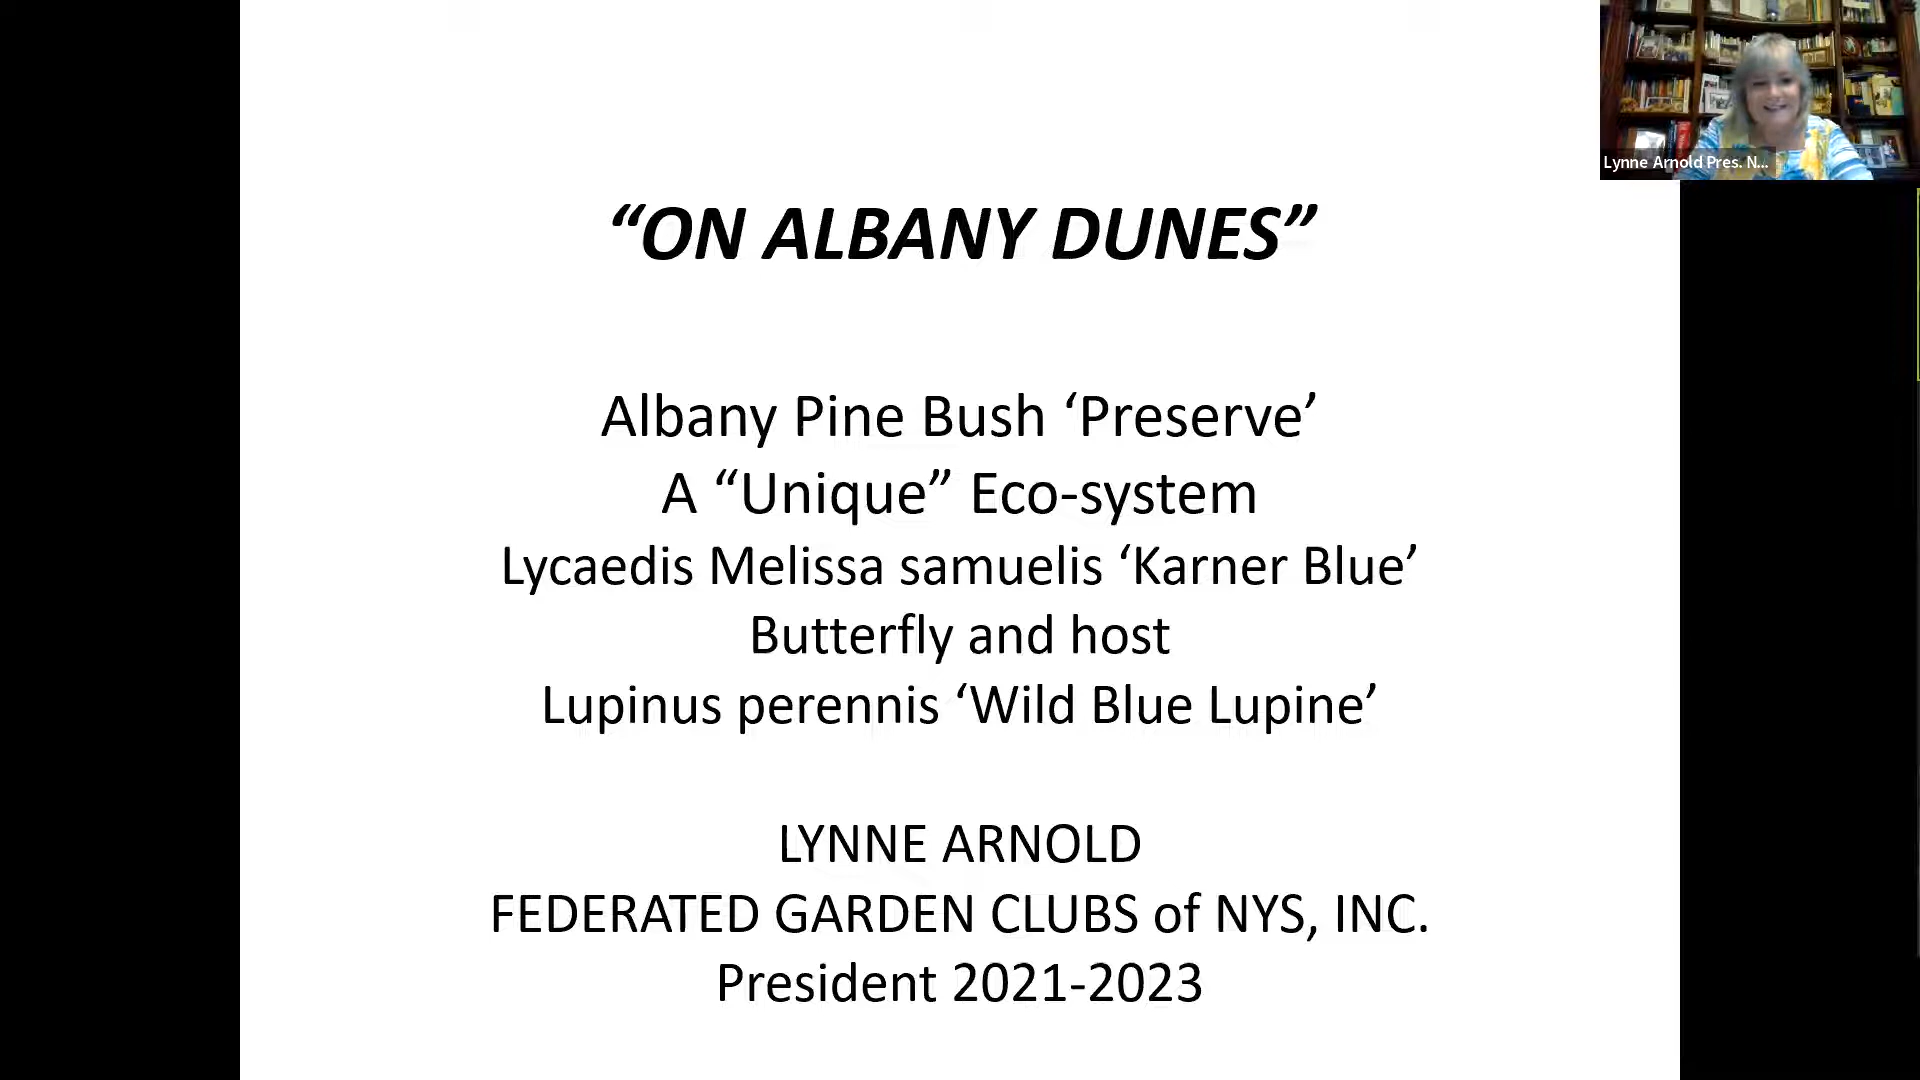 Lynne Arnold Pres. N...
“ON ALBANY DUNES”
Albany Pine Bush ‘Preserve’
A “Unique” Eco-system
Lycaedis Melissa samuelis ‘Karner Blue’
Butterfly and host
Lupinus perennis ‘Wild Blue Lupine’
LYNNE ARNOLD
FEDERATED GARDEN CLUBS of NYS, INC.
President 2021-2023